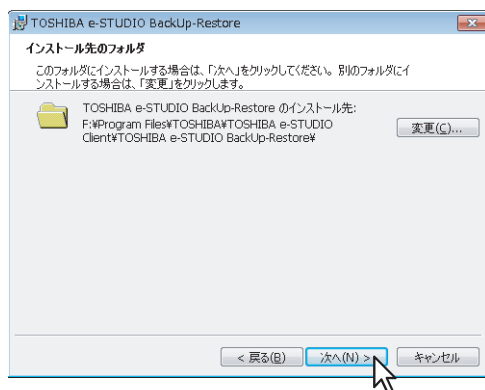 TOSHIBA e-STUDIO BackUp-Restore
インストール先のフォルダ
このフォルダにインストールする場合は、「次へ」をクリックしてください。別のフォルダにイ
ンストールする場合は、「変更」をクリックします。
TOSHIBA e-STUDIO BackUp-Restore のインストール先:
F:¥Program Files¥TOSHIBA¥TOSHIBA e-STUDIO
Client¥TOSHIBA e-STUDIO BackUp-Restore¥
変更(C)...
< 戻る(B)
次へ(N) >
キャンセル